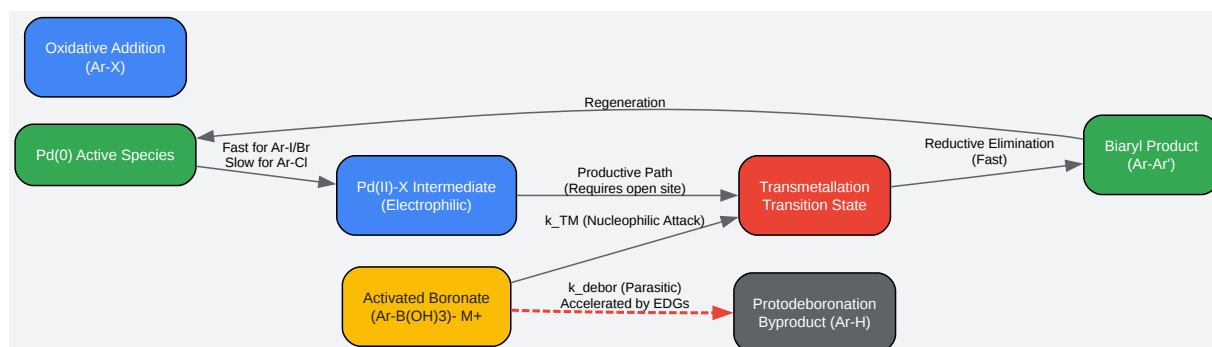 Oxidative Addition
(Ar-X)
Regeneration
Pd(0) Active Species
Fast for Ar-I/Br
Slow for Ar-Cl
Pd(II)-X Intermediate
(Electrophilic)
Productive Path
(Requires open site)
k_TM (Nucleophilic Attack)
Transmetallation
Transition State
Reductive Elimination
(Fast)
Biaryl Product
(Ar-Ar')
Activated Boronate
(Ar-B(OH)3)- M+
k_debor (Parasitic)
Accelerated by EDGs
Protodeboronation
Byproduct (Ar-H)